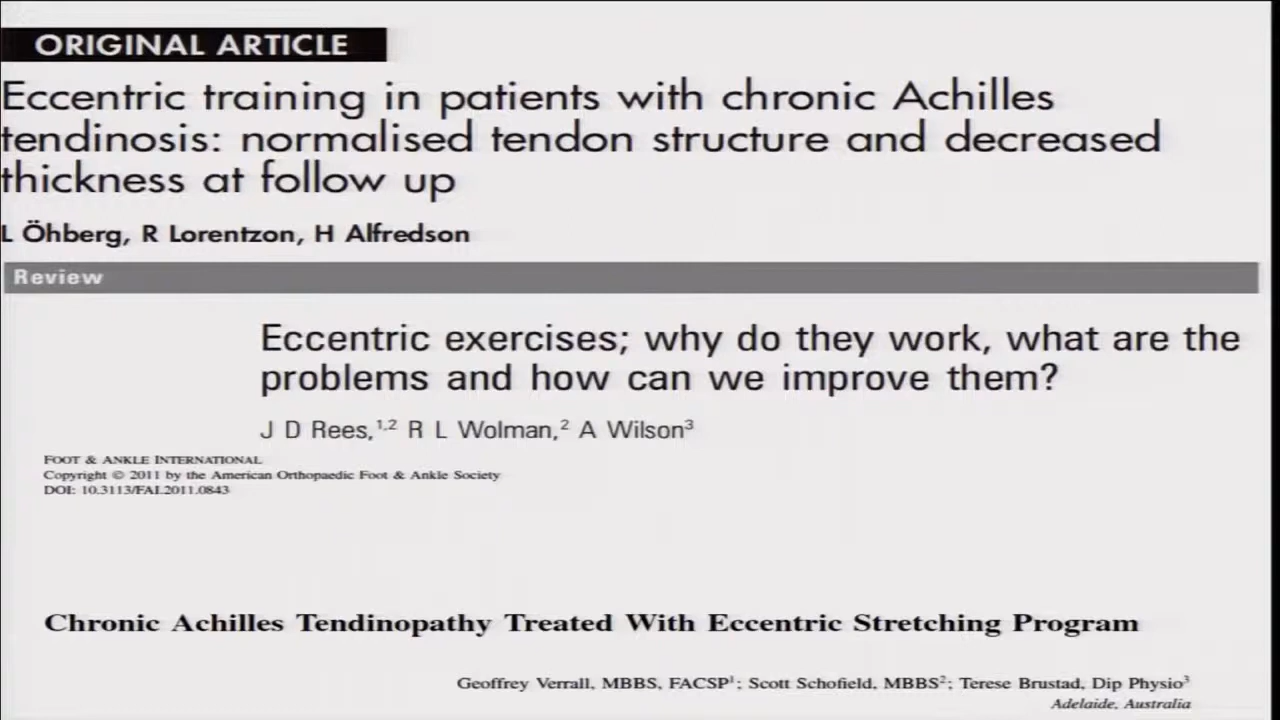 ORIGINAL ARTICLE
Eccentric training in patients with chronic Achilles
tendinosis: normalised tendon structure and decreased
thickness at follow up
L Öhberg, R Lorentzon, H Alfredson
Review
Eccentric exercises; why do they work, what are the
problems and how can we improve them?
J D Rees,1,2 R L Wolman,2 A Wilson3
FOOT & ANKLE INTERNATIONAL
Copyright © 2011 by the American Orthopaedic Foot & Ankle Society
DOI: 10.3113/FAI.2011.0843
Chronic Achilles Tendinopathy Treated With Eccentric Stretching Program
Geoffrey Verrall, MBBS, FACSP1; Scott Schofield, MBBS2; Terese Brustad, Dip Physio3
Adelaide, Australia